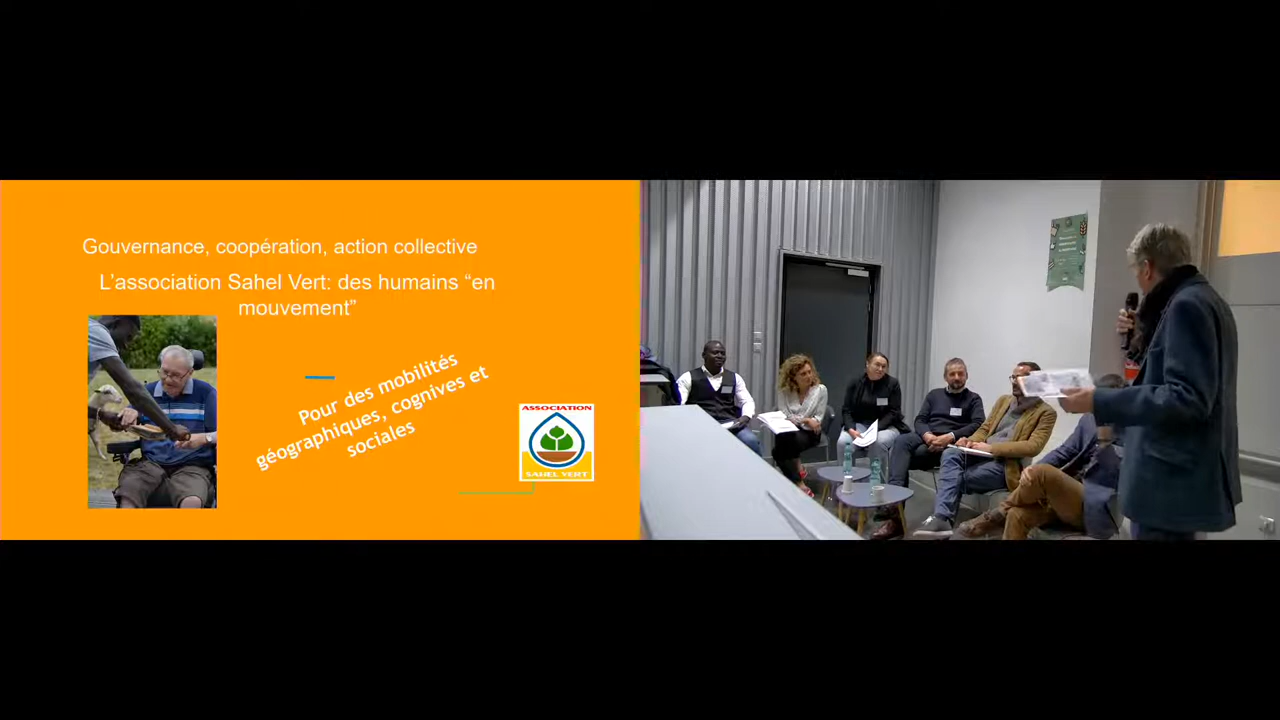 Gouvernance, coopération, action collective
L'association Sahel Vert: des humains “en
mouvement”
Pour des mobilités
géographiques, cognives et
sociales
ASSOCIATION
SAHEL VERT